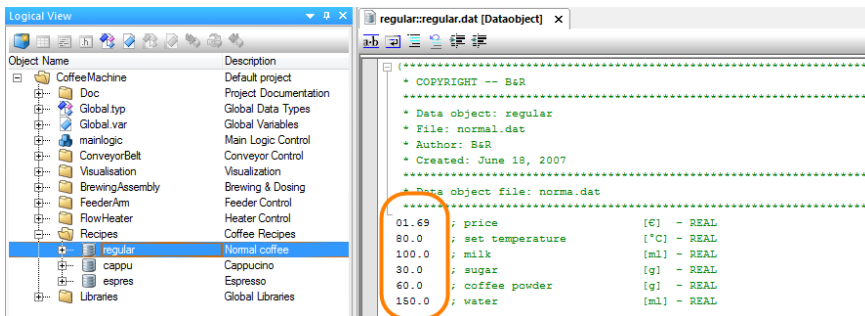 Logical View
Object Name Description
CoffeeMachine Default project
Doc Project Documentation
Global.typ Global Data Types
Global.var Global Variables
mainlogic Main Logic Control
ConveyorBelt Conveyor Control
Visualisation Visualization
BrewingAssembly Brewing & Dosing
FeederArm Feeder Control
FlowHeater Heater Control
Recipes Coffee Recipes
regular Normal coffee
cappu Cappucino
espres Espresso
Libraries Global Libraries
regular::regular.dat [Dataobject] X
a-b
(*****************************************************
* COPYRIGHT -- B&R
*****************************************************
* Data object: regular
* File: normal.dat
* Author: B&R
* Created: June 18, 2007
*****************************************************
* Data object file: norma.dat
*****************************************************
01.69 ; price [€] - REAL
80.0 ; set temperature [°C] - REAL
100.0 ; milk [ml] - REAL
30.0 ; sugar [g] - REAL
60.0 ; coffee powder [g] - REAL
150.0 ; water [ml] - REAL